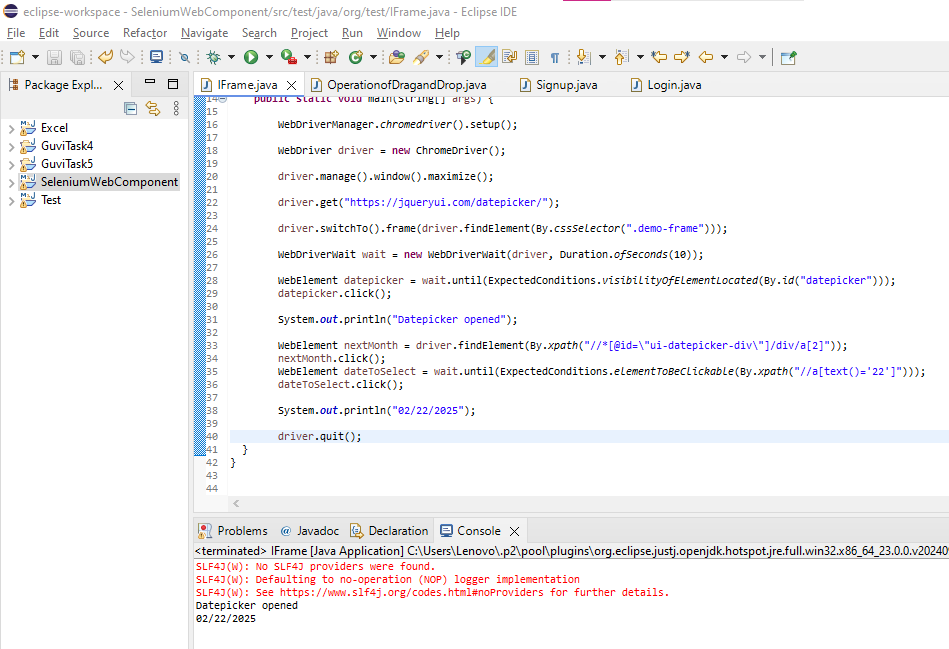 eclipse-workspace - SeleniumWebComponent/src/test/java/org/test/IFrame.java - Eclipse IDE
File Edit Source Refactor Navigate Search Project Run Window Help
Package Expl...
IFrame.java OperationofDragandDrop.java Signup.java Login.java
Excel
GuviTask4
GuviTask5
SeleniumWebComponent
Test
14 public static void main(String[] args) {
15
16 WebDriverManager.chromedriver().setup();
17
18 WebDriver driver = new ChromeDriver();
19
20 driver.manage().window().maximize();
21
22 driver.get("https://jqueryui.com/datepicker/");
23
24 driver.switchTo().frame(driver.findElement(By.cssSelector(".demo-frame")));
25
26 WebDriverWait wait = new WebDriverWait(driver, Duration.ofSeconds(10));
27
28 WebElement datepicker = wait.until(ExpectedConditions.visibilityOfElementLocated(By.id("datepicker")));
29 datepicker.click();
30
31 System.out.println("Datepicker opened");
32
33 WebElement nextMonth = driver.findElement(By.xpath("//*[@id=\"ui-datepicker-div\"]/div/a[2]"));
34 nextMonth.click();
35 WebElement dateToSelect = wait.until(ExpectedConditions.elementToBeClickable(By.xpath("//a[text()='22']")));
36 dateToSelect.click();
37
38 System.out.println("02/22/2025");
39
40 driver.quit();
41 }
42 }
43
44
Problems @ Javadoc Declaration Console
<terminated> IFrame [Java Application] C:\Users\Lenovo\.p2\pool\plugins\org.eclipse.justj.openjdk.hotspot.jre.full.win32.x86_64_23.0.0.v20240
SLF4J(W): No SLF4J providers were found.
SLF4J(W): Defaulting to no-operation (NOP) logger implementation
SLF4J(W): See https://www.slf4j.org/codes.html#noProviders for further details.
Datepicker opened
02/22/2025